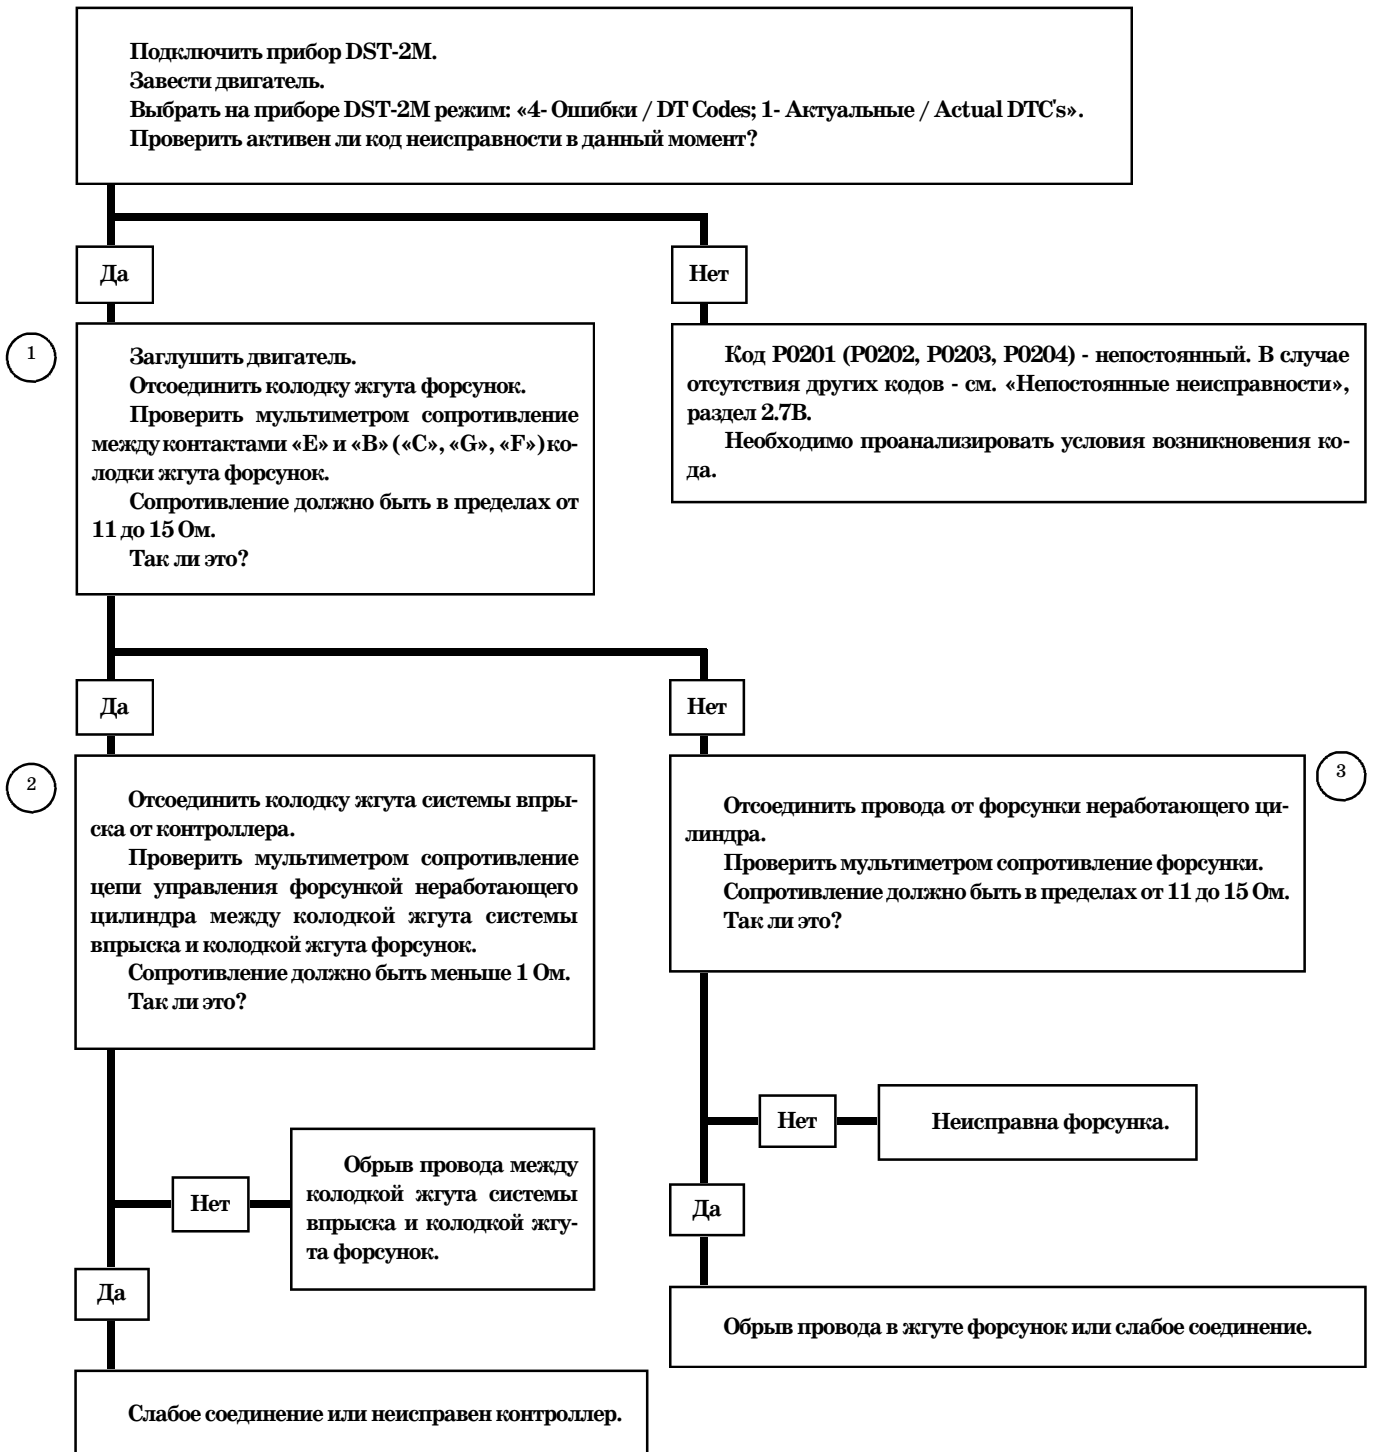 Подключить прибор DST-2M.
Завести двигатель.
Выбрать на приборе DST-2M режим: «4- Ошибки / DT Codes; 1- Актуальные / Actual DTC's».
Проверить активен ли код неисправности в данный момент?
Да
Нет
1
Заглушить двигатель.
Отсоединить колодку жгута форсунок.
Проверить мультиметром сопротивление
между контактами «E» и «B» («C», «G», «F») ко-
лодки жгута форсунок.
Сопротивление должно быть в пределах от
11 до 15 Ом.
Так ли это?
Код P0201 (P0202, P0203, P0204) - непостоянный. В случае
отсутствия других кодов - см. «Непостоянные неисправности»,
раздел 2.7В.
Необходимо проанализировать условия возникновения ко-
да.
Да
Нет
2
Отсоединить колодку жгута системы впры-
ска от контроллера.
Проверить мультиметром сопротивление
цепи управления форсункой неработающего
цилиндра между колодкой жгута системы
впрыска и колодкой жгута форсунок.
Сопротивление должно быть меньше 1 Ом.
Так ли это?
3
Отсоединить провода от форсунки неработающего ци-
линдра.
Проверить мультиметром сопротивление форсунки.
Сопротивление должно быть в пределах от 11 до 15 Ом.
Так ли это?
Нет
Неисправна форсунка.
Нет
Обрыв провода между
колодкой жгута системы
впрыска и колодкой жгу-
та форсунок.
Да
Да
Обрыв провода в жгуте форсунок или слабое соединение.
Слабое соединение или неисправен контроллер.